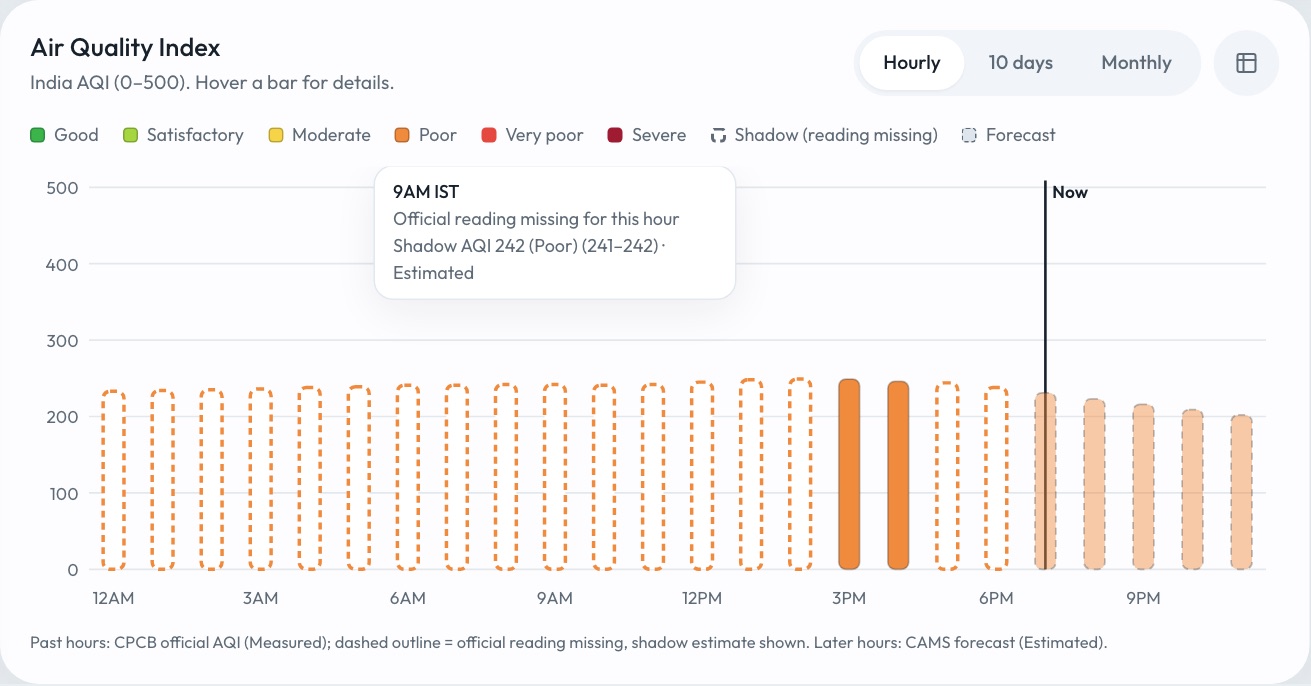 Air Quality Index
India AQI (0–500). Hover a bar for details.
Hourly 10 days Monthly
Good Satisfactory Moderate Poor Very poor Severe Shadow (reading missing) Forecast
9AM IST
Official reading missing for this hour
Shadow AQI 242 (Poor) (241–242) ·
Estimated
Now
500
400
300
200
100
0
12AM 3AM 6AM 9AM 12PM 3PM 6PM 9PM
Past hours: CPCB official AQI (Measured); dashed outline = official reading missing, shadow estimate shown. Later hours: CAMS forecast (Estimated).